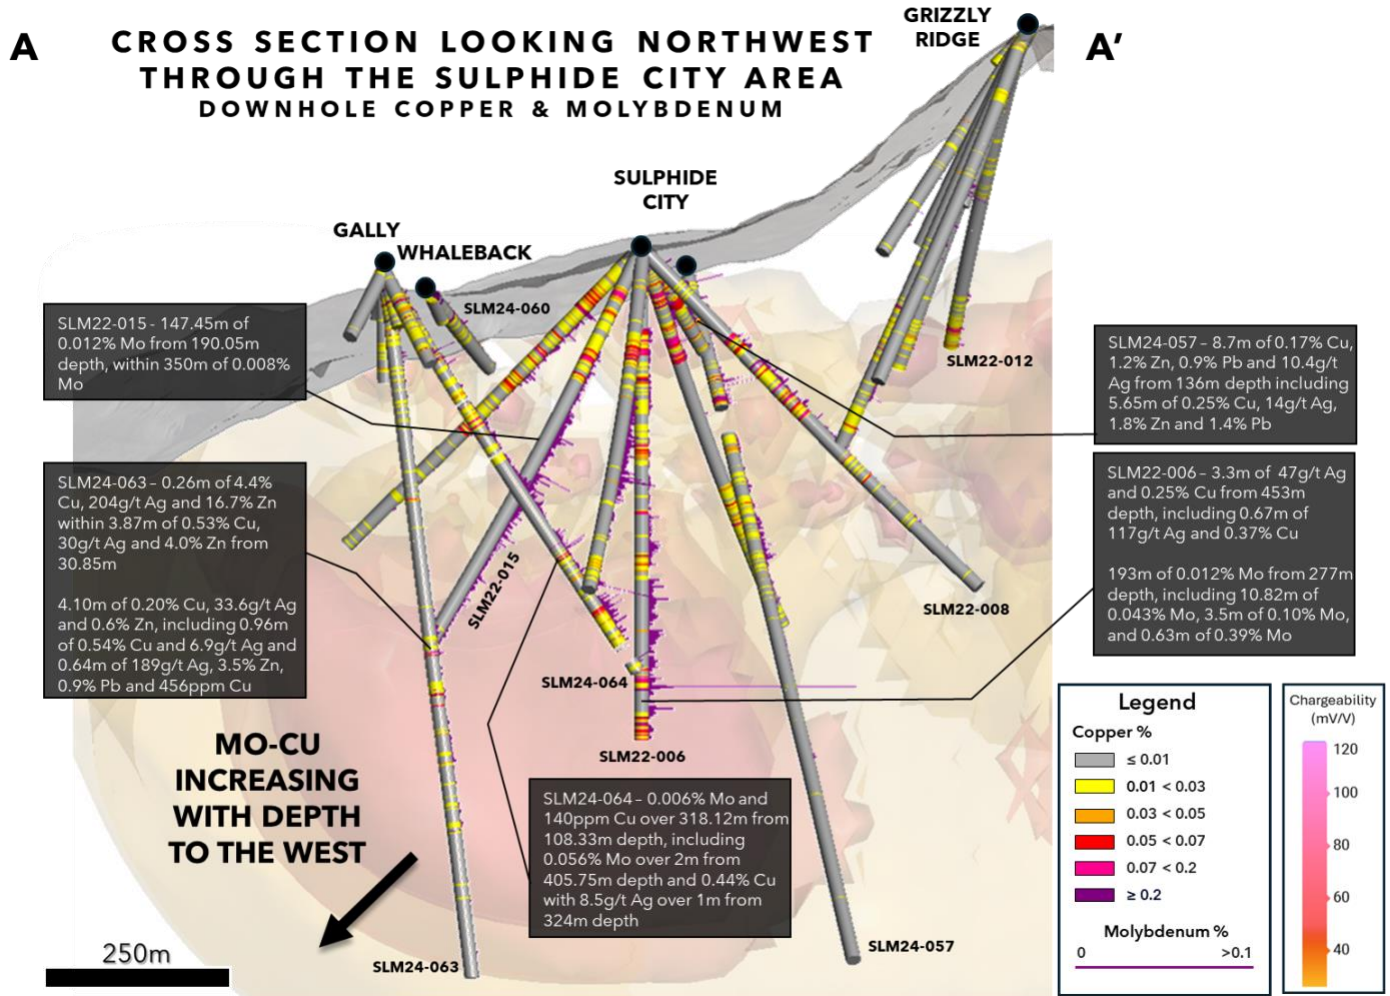 A
CROSS SECTION LOOKING NORTHWEST
THROUGH THE SULPHIDE CITY AREA
DOWNHOLE COPPER & MOLYBDENUM
GRIZZLY
RIDGE
A’
SULPHIDE
CITY
GALLY
WHALEBACK
SLM24-060
SLM22-012
SLM22-015 - 147.45m of
0.012% Mo from 190.05m
depth, within 350m of 0.008%
Mo
SLM24-057 – 8.7m of 0.17% Cu,
1.2% Zn, 0.9% Pb and 10.4g/t
Ag from 136m depth including
5.65m of 0.25% Cu, 14g/t Ag,
1.8% Zn and 1.4% Pb
SLM24-063 – 0.26m of 4.4%
Cu, 204g/t Ag and 16.7% Zn
within 3.87m of 0.53% Cu,
30g/t Ag and 4.0% Zn from
30.85m
4.10m of 0.20% Cu, 33.6g/t Ag
and 0.6% Zn, including 0.96m
of 0.54% Cu and 6.9g/t Ag and
0.64m of 189g/t Ag, 3.5% Zn,
0.9% Pb and 456ppm Cu
SLM22-006 – 3.3m of 47g/t Ag
and 0.25% Cu from 453m
depth, including 0.67m of
117g/t Ag and 0.37% Cu
193m of 0.012% Mo from 277m
depth, including 10.82m of
0.043% Mo, 3.5m of 0.10% Mo,
and 0.63m of 0.39% Mo
SLM22-015
SLM22-008
SLM24-064
SLM22-006
MO-CU
INCREASING
WITH DEPTH
TO THE WEST
SLM24-064 – 0.006% Mo and
140ppm Cu over 318.12m from
108.33m depth, including
0.056% Mo over 2m from
405.75m depth and 0.44% Cu
with 8.5g/t Ag over 1m from
324m depth
SLM24-057
SLM24-063
250m
Legend
Copper %
≤ 0.01
0.01 < 0.03
0.03 < 0.05
0.05 < 0.07
0.07 < 0.2
≥ 0.2
Molybdenum %
0 >0.1
Chargeability
(mV/V)
120
100
80
60
40